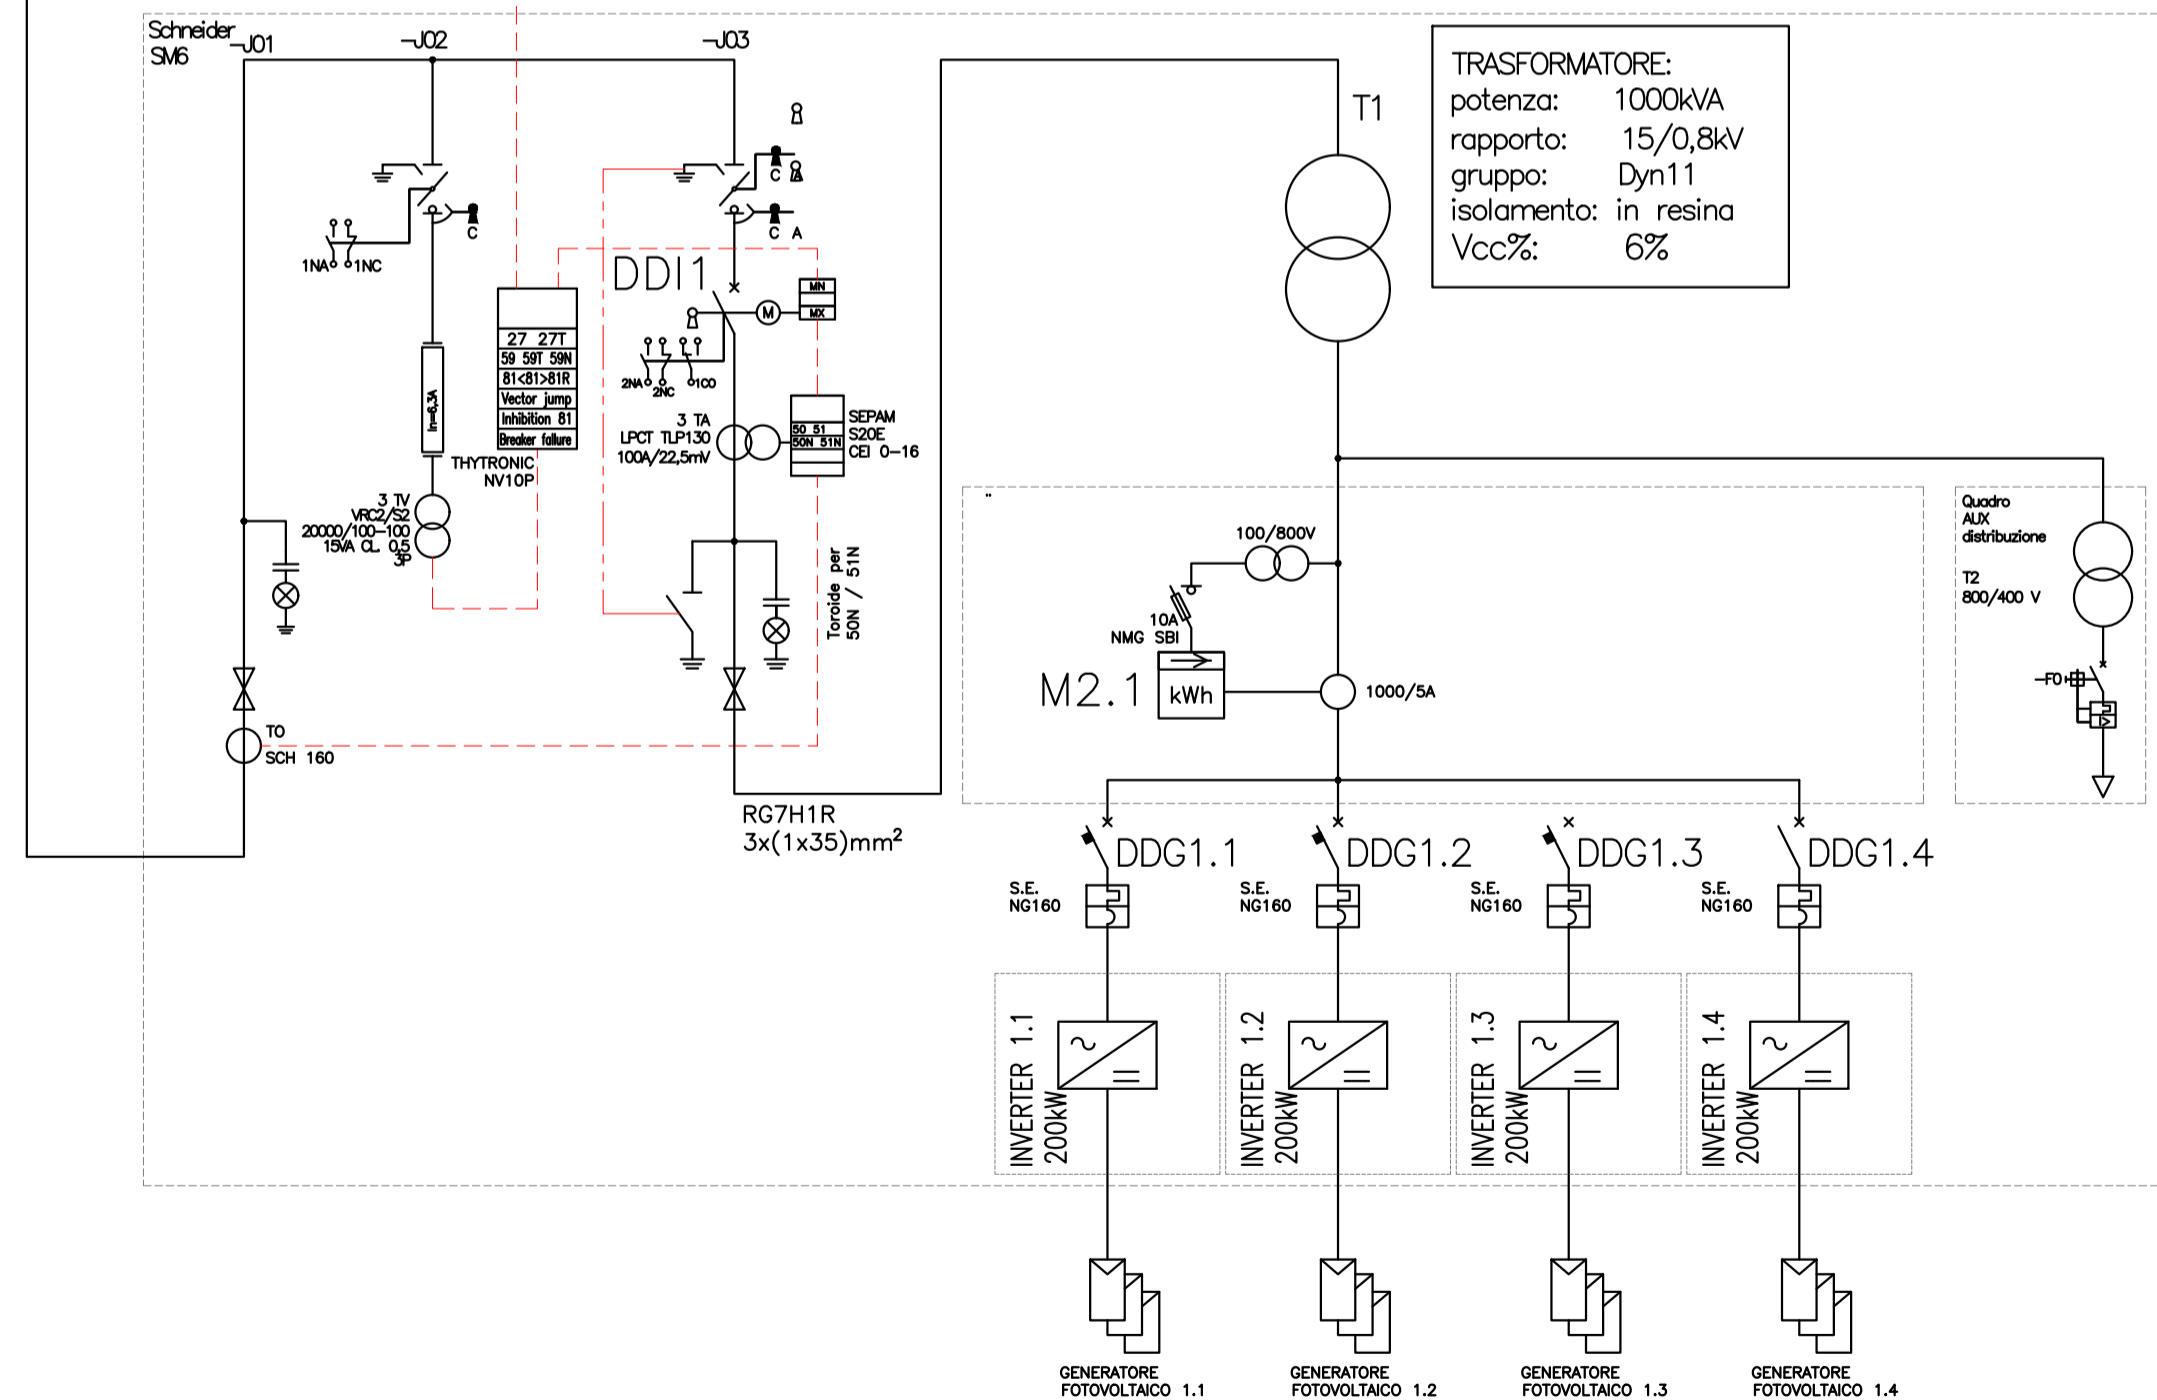 Schneider
SM6
-J01
-J02
-J03
T1
TRASFORMATORE:
potenza: 1000kVA
rapporto: 15/0,8kV
gruppo: Dyn11
isolamento: in resina
Vcc%: 6%
C A
C
C A
1NA 1NC
DDI1
MN
MX
M
27 27T
59 59T 59N
81<81>81R
Vector jump
Inhibition 81
Breaker failure
THYTRONIC
NV10P
In=6,3A
2NA
2NC
1CO
3 TA
LPCT TLP130
100A/22,5mV
50 51
50N 51N
SEPAM
S20E
CEI 0-16
3 TV
VRC2/S2
20000/100-100
15VA CL. 0,5
3P
Toroide per
50N / 51N
TO
SCH 160
RG7H1R
3x(1x35)mm²
100/800V
10A
NMG SBI
M2.1
kWh
1000/5A
Quadro
AUX
distribuzione
T2
800/400 V
-F0
DDG1.1
DDG1.2
DDG1.3
DDG1.4
S.E.
NG160
S.E.
NG160
S.E.
NG160
S.E.
NG160
INVERTER 1.1
200kW
INVERTER 1.2
200kW
INVERTER 1.3
200kW
INVERTER 1.4
200kW
GENERATORE
FOTOVOLTAICO 1.1
GENERATORE
FOTOVOLTAICO 1.2
GENERATORE
FOTOVOLTAICO 1.3
GENERATORE
FOTOVOLTAICO 1.4